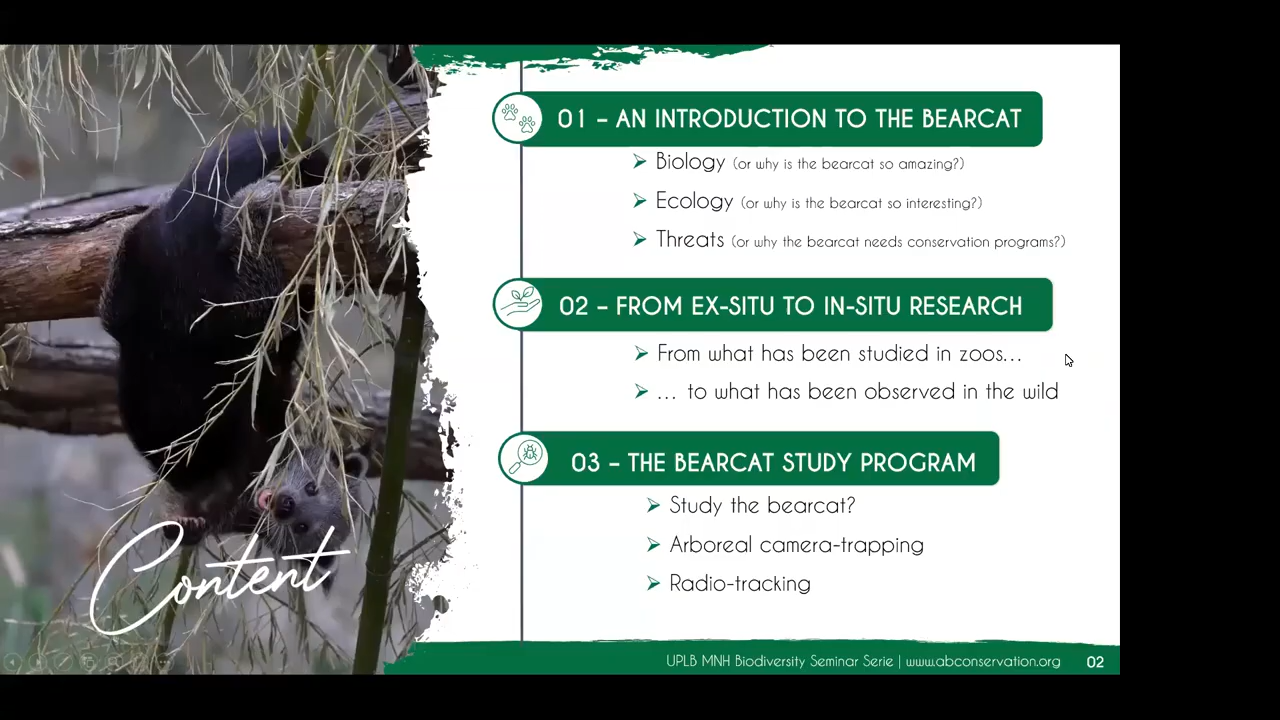 01 – AN INTRODUCTION TO THE BEARCAT
Biology (or why is the bearcat so amazing?)
Ecology (or why is the bearcat so interesting?)
Threats (or why the bearcat needs conservation programs?)
02 – FROM EX-SITU TO IN-SITU RESEARCH
From what has been studied in zoos...
... to what has been observed in the wild
03 – THE BEARCAT STUDY PROGRAM
Study the bearcat?
Arboreal camera-trapping
Radio-tracking
Content
UPLB MNH Biodiversity Seminar Serie | www.abconservation.org 02